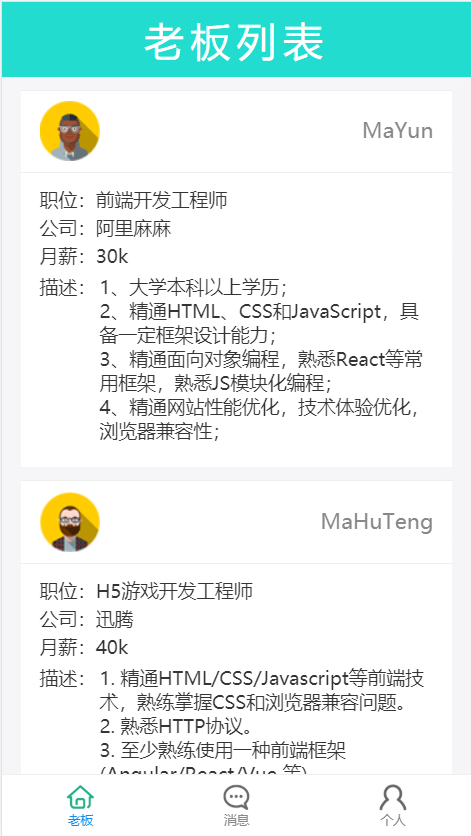 老板列表
MaYun
职位：前端开发工程师
公司：阿里麻麻
月薪：30k
描述：1、大学本科以上学历；
2、精通HTML、CSS和JavaScript，具
备一定框架设计能力；
3、精通面向对象编程，熟悉React等常
用框架，熟悉JS模块化编程；
4、精通网站性能优化，技术体验优化，
浏览器兼容性；
MaHuTeng
职位：H5游戏开发工程师
公司：迅腾
月薪：40k
描述：1. 精通HTML/CSS/Javascript等前端技
术，熟练掌握CSS和浏览器兼容问题。
2. 熟悉HTTP协议。
3. 至少熟练使用一种前端框架
(Angular/React/Vue 等)
老板
消息
个人